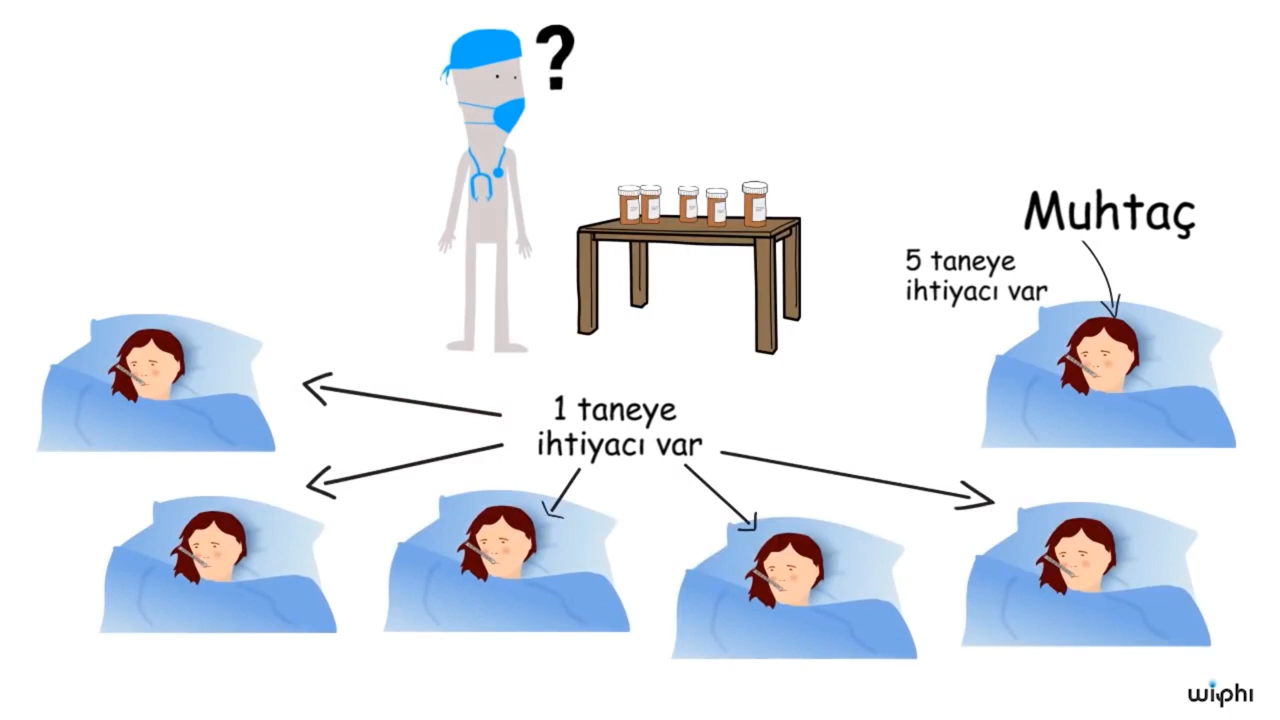 ?
Muhtaç
5 taneye
ihtiyacı var
1 taneye
ihtiyacı var
wiphi